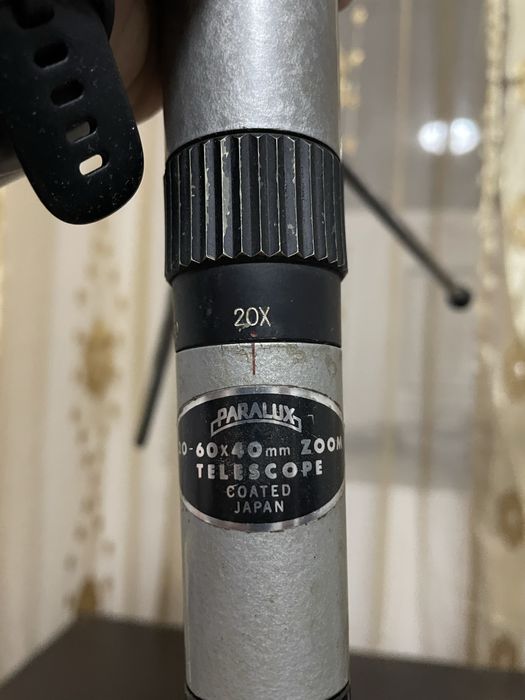 20X
PARALUX
20-60x40mm ZOOM
TELESCOPE
COATED
JAPAN